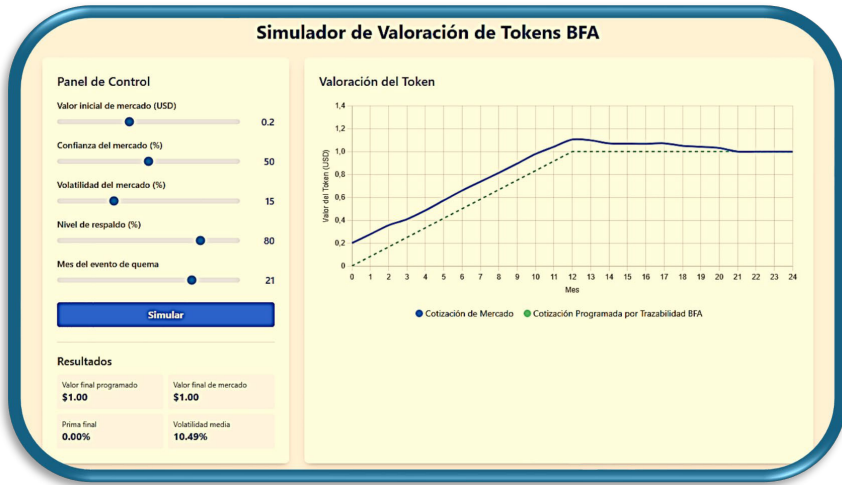 Simulador de Valoración de Tokens BFA
Panel de Control
Valor inicial de mercado (USD)
0.2
Confianza del mercado (%)
50
Volatilidad del mercado (%)
15
Nivel de respaldo (%)
80
Mes del evento de quema
21
Simular
Resultados
Valor final programado
$1.00
Valor final de mercado
$1.00
Prima final
0.00%
Volatilidad media
10.49%
Valoración del Token
1,4
1,2
1,0
0,8
0,6
0,4
0,2
0
Valor del Token (USD)
0 1 2 3 4 5 6 7 8 9 10 11 12 13 14 15 16 17 18 19 20 21 22 23 24
Mes
Cotización de Mercado
Cotización Programada por Trazabilidad BFA